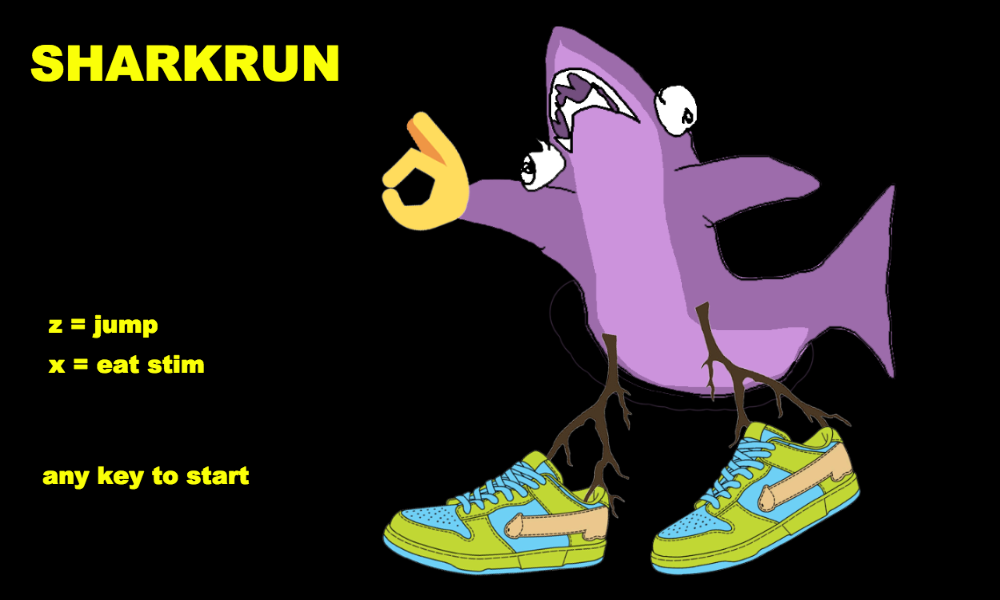 SHARKRUN
z = jump
x = eat stim
any key to start